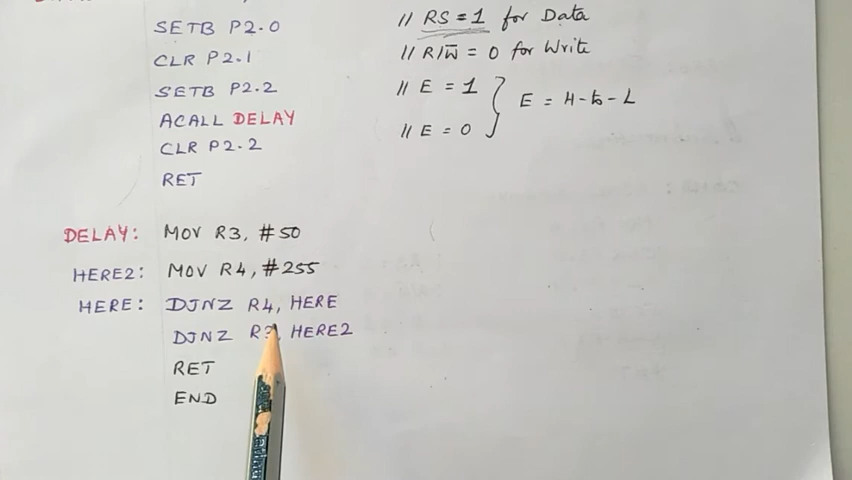 SETB P2.0 // RS = 1 for Data
CLR P2.1 // R/W̅ = 0 for Write
SETB P2.2 // E = 1
E = H-to-L
ACALL DELAY
CLR P2.2 // E = 0
RET
DELAY: MOV R3, #50
HERE2: MOV R4, #255
HERE: DJNZ R4, HERE
DJNZ R3, HERE2
RET
END